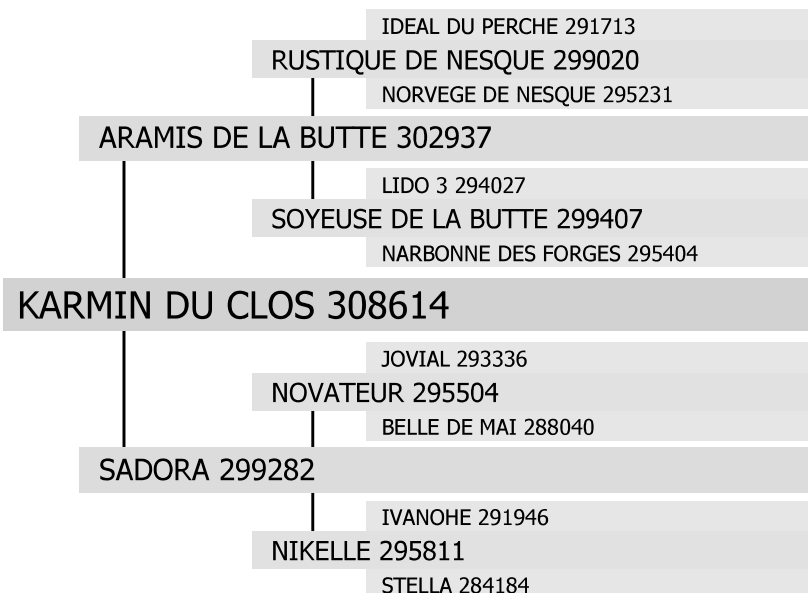 IDEAL DU PERCHE 291713
RUSTIQUE DE NESQUE 299020
NORVEGE DE NESQUE 295231
ARAMIS DE LA BUTTE 302937
LIDO 3 294027
SOYEUSE DE LA BUTTE 299407
NARBONNE DES FORGES 295404
KARMIN DU CLOS 308614
JOVIAL 293336
NOVATEUR 295504
BELLE DE MAI 288040
SADORA 299282
IVANOHE 291946
NIKELLE 295811
STELLA 284184